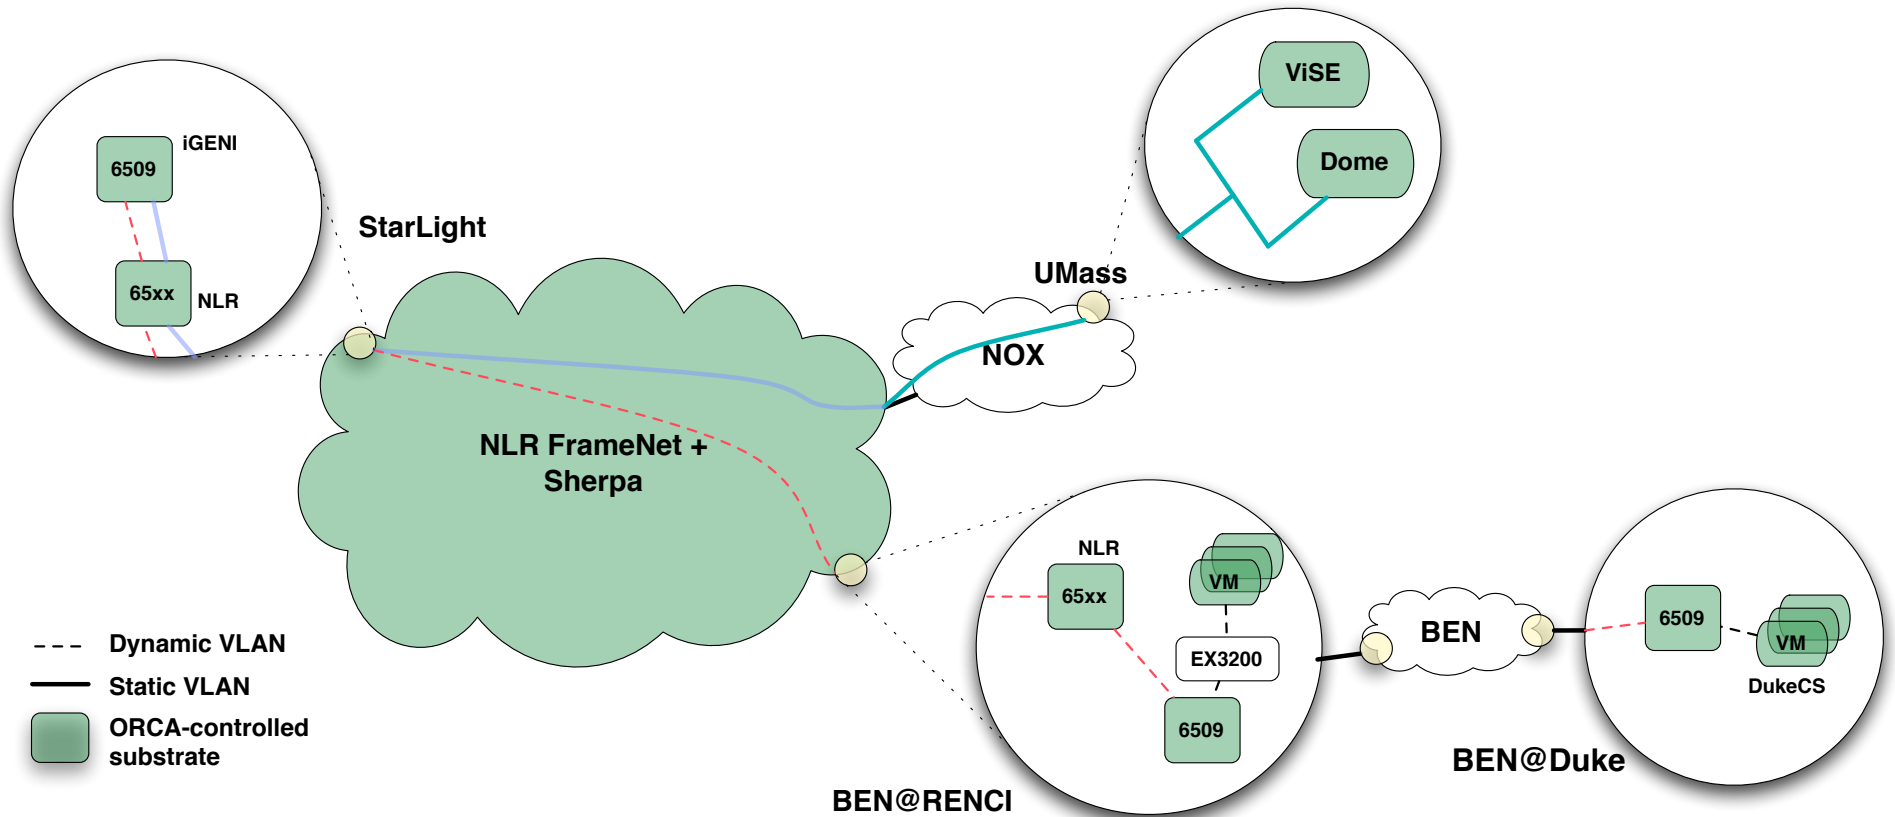 iGENI
6509
65xx
NLR
StarLight
ViSE
Dome
UMass
NOX
NLR FrameNet +
Sherpa
NLR
65xx
VM
EX3200
6509
BEN@RENCI
BEN
6509
VM
DukeCS
BEN@Duke
Dynamic VLAN
Static VLAN
ORCA-controlled
substrate